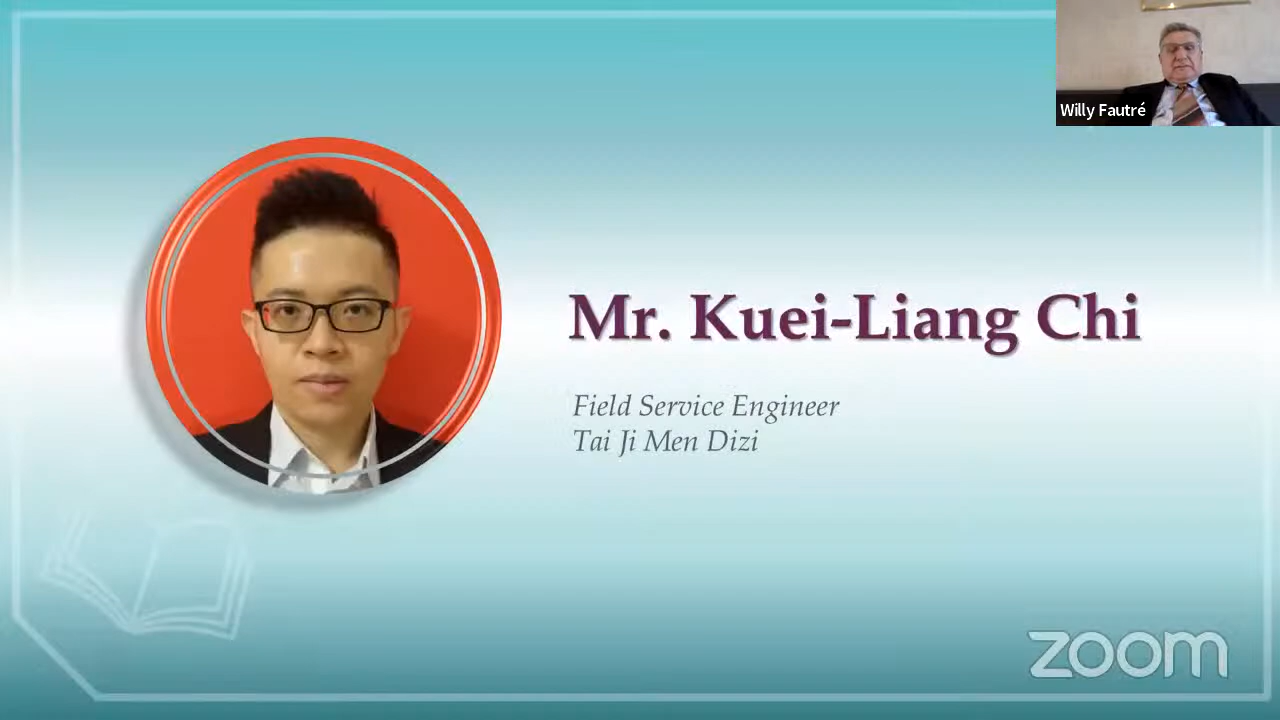 Willy Fautré
Mr. Kuei-Liang Chi
Field Service Engineer
Tai Ji Men Dizi
zoom